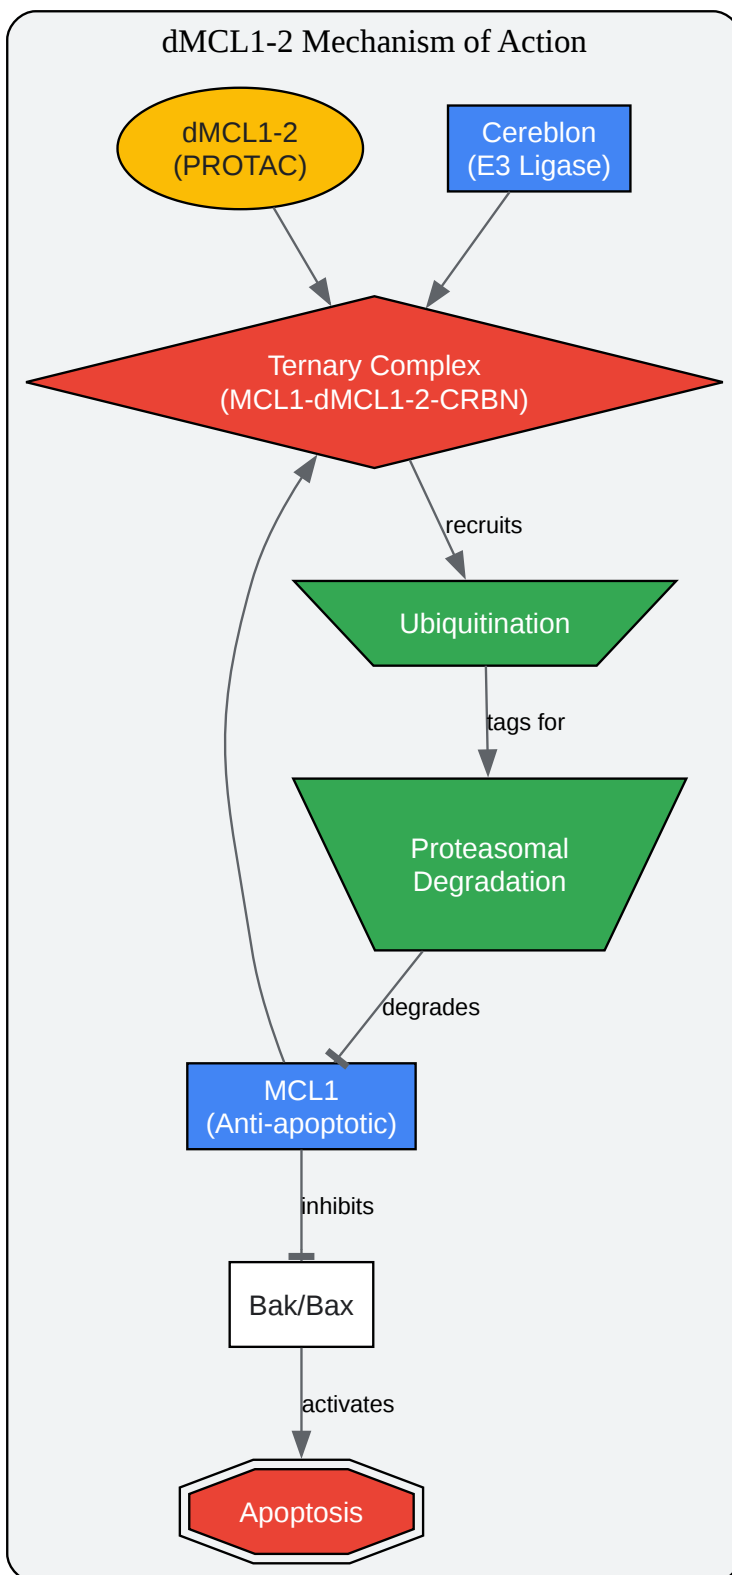 dMCL1-2 Mechanism of Action
dMCL1-2
(PROTAC)
Cereblon
(E3 Ligase)
Ternary Complex
(MCL1-dMCL1-2-CRBN)
recruits
Ubiquitination
tags for
Proteasomal
Degradation
degrades
MCL1
(Anti-apoptotic)
inhibits
Bak/Bax
activates
Apoptosis